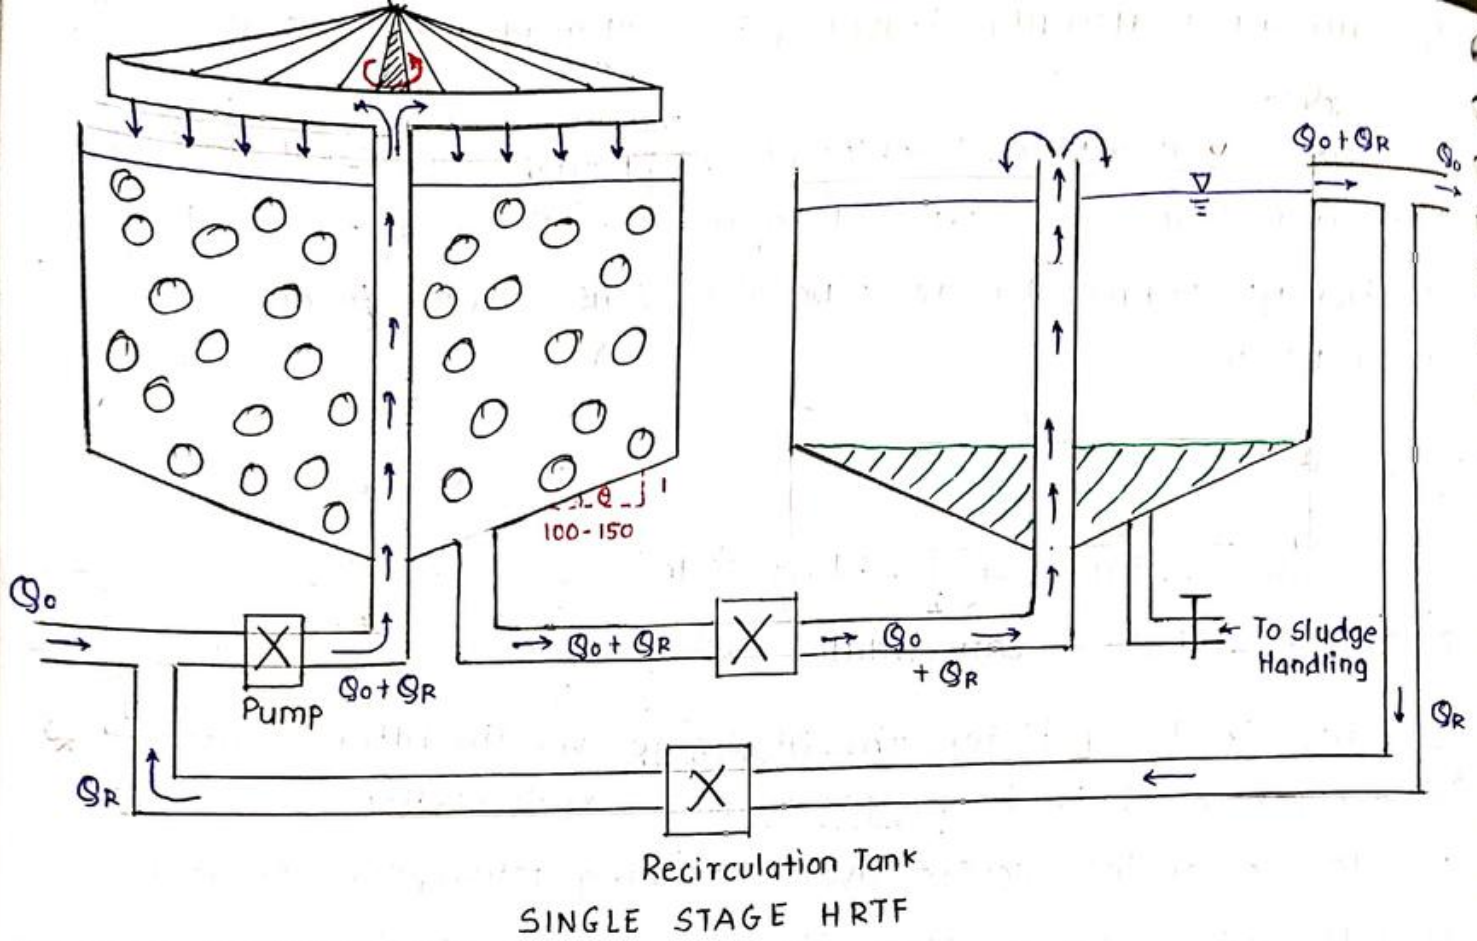 Qo+QR
Qo
θ
1
100-150
Qo
Pump
Qo+QR
Qo+QR
Qo
+QR
To sludge
Handling
QR
QR
Recirculation Tank
SINGLE STAGE HRTF